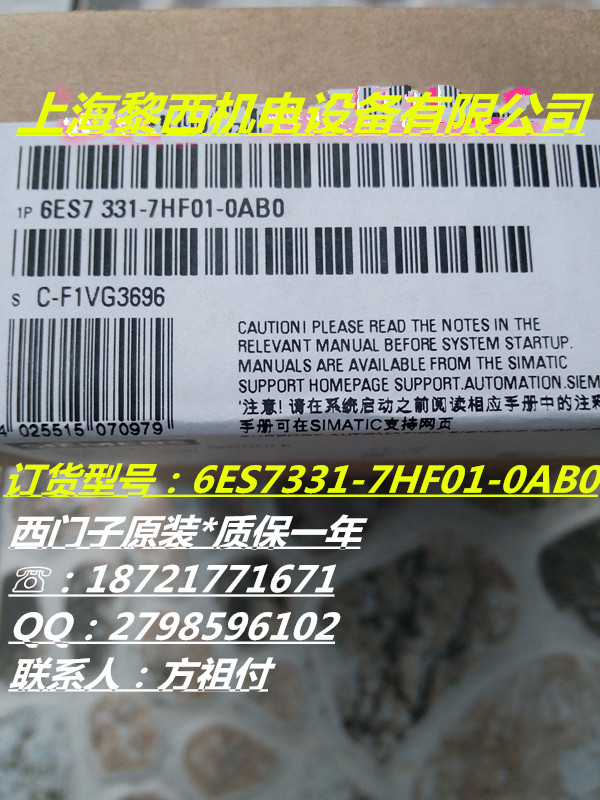 上海黎西机电设备有限公司
1P 6ES7 331-7HF01-0AB0
S C-F1VG3696
CAUTION! PLEASE READ THE NOTES IN THE
RELEVANT MANUAL BEFORE SYSTEM STARTUP.
MANUALS ARE AVAILABLE FROM THE SIMATIC
SUPPORT HOMEPAGE SUPPORT.AUTOMATION.SIEM
'注意! 请在系统启动之前阅读相应手册中的注释
手册可在SIMATIC支持网页
4 025515 070979
订货型号：6ES7331-7HF01-0AB0
西门子原装*质保一年
☏：18721771671
QQ：2798596102
联系人：方祖付